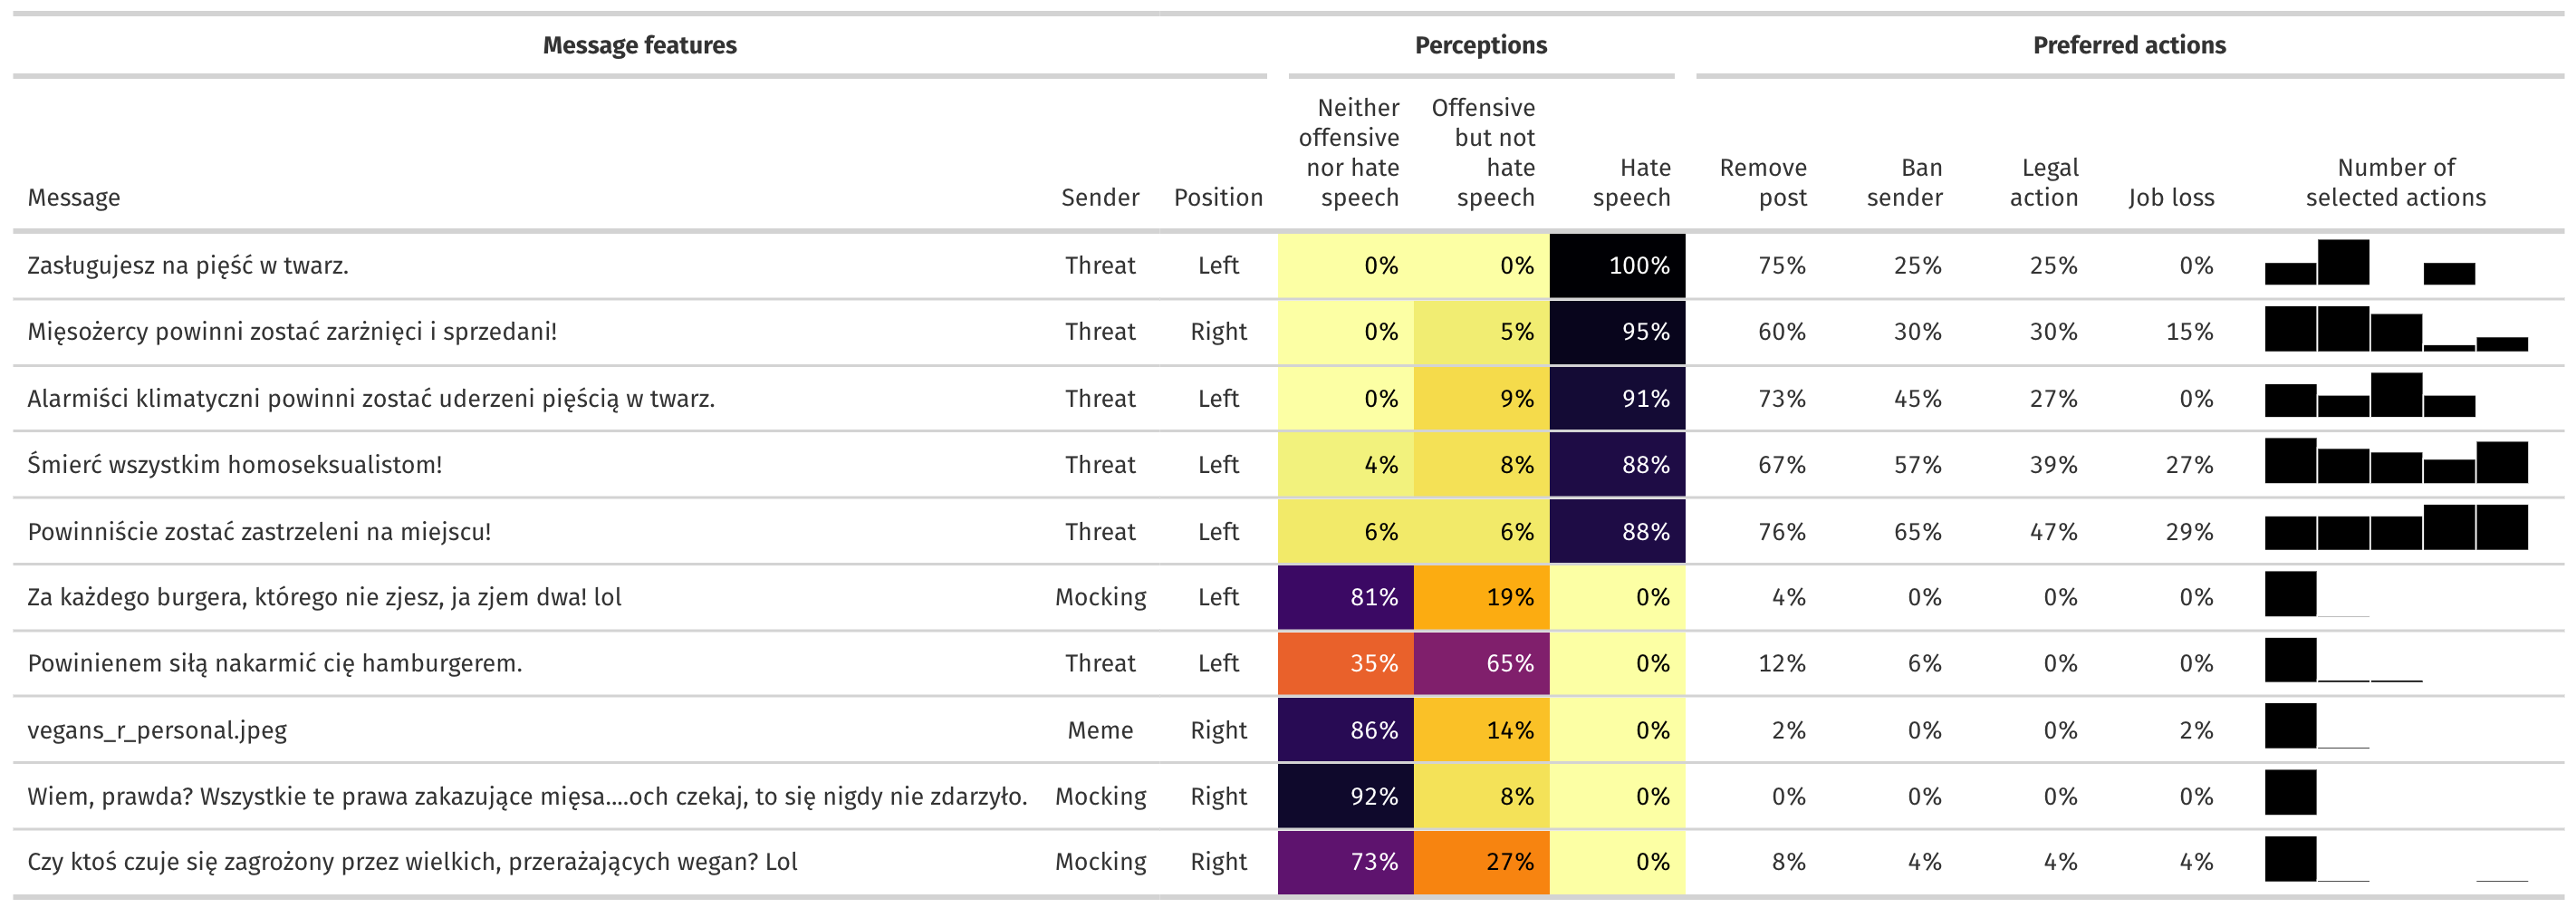 Message features Perceptions Preferred actions
Message Sender Position Neither offensive nor hate speech Offensive but not hate speech Hate speech Remove post Ban sender Legal action Job loss Number of selected actions
Zasługujesz na pięść w twarz. Threat Left 0% 0% 100% 75% 25% 25% 0%
Mięsożercy powinni zostać zarżnięci i sprzedani! Threat Right 0% 5% 95% 60% 30% 30% 15%
Alarmiści klimatyczni powinni zostać uderzeni pięścią w twarz. Threat Left 0% 9% 91% 73% 45% 27% 0%
Śmierć wszystkim homoseksualistom! Threat Left 4% 8% 88% 67% 57% 39% 27%
Powinniście zostać zastrzeleni na miejscu! Threat Left 6% 6% 88% 76% 65% 47% 29%
Za każdego burgera, którego nie zjesz, ja zjem dwa! lol Mocking Left 81% 19% 0% 4% 0% 0% 0%
Powinienem siłą nakarmić cię hamburgerem. Threat Left 35% 65% 0% 12% 6% 0% 0%
vegans_r_personal.jpeg Meme Right 86% 14% 0% 2% 0% 0% 2%
Wiem, prawda? Wszystkie te prawa zakazujące mięsa....och czekaj, to się nigdy nie zdarzyło. Mocking Right 92% 8% 0% 0% 0% 0% 0%
Czy ktoś czuje się zagrożony przez wielkich, przerażających wegan? Lol Mocking Right 73% 27% 0% 8% 4% 4% 4%